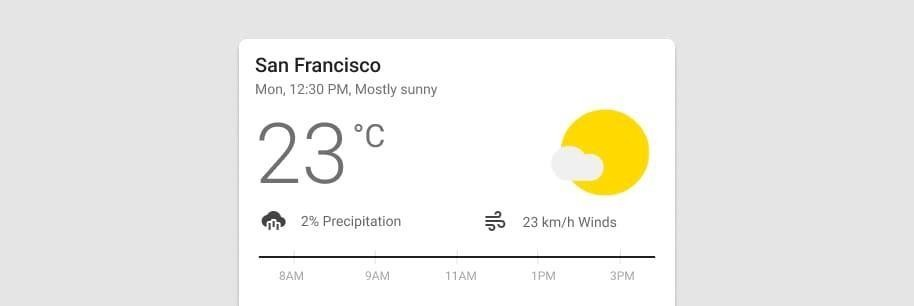 San Francisco
Mon, 12:30 PM, Mostly sunny
23 °C
2% Precipitation 23 km/h Winds
8AM 9AM 11AM 1PM 3PM